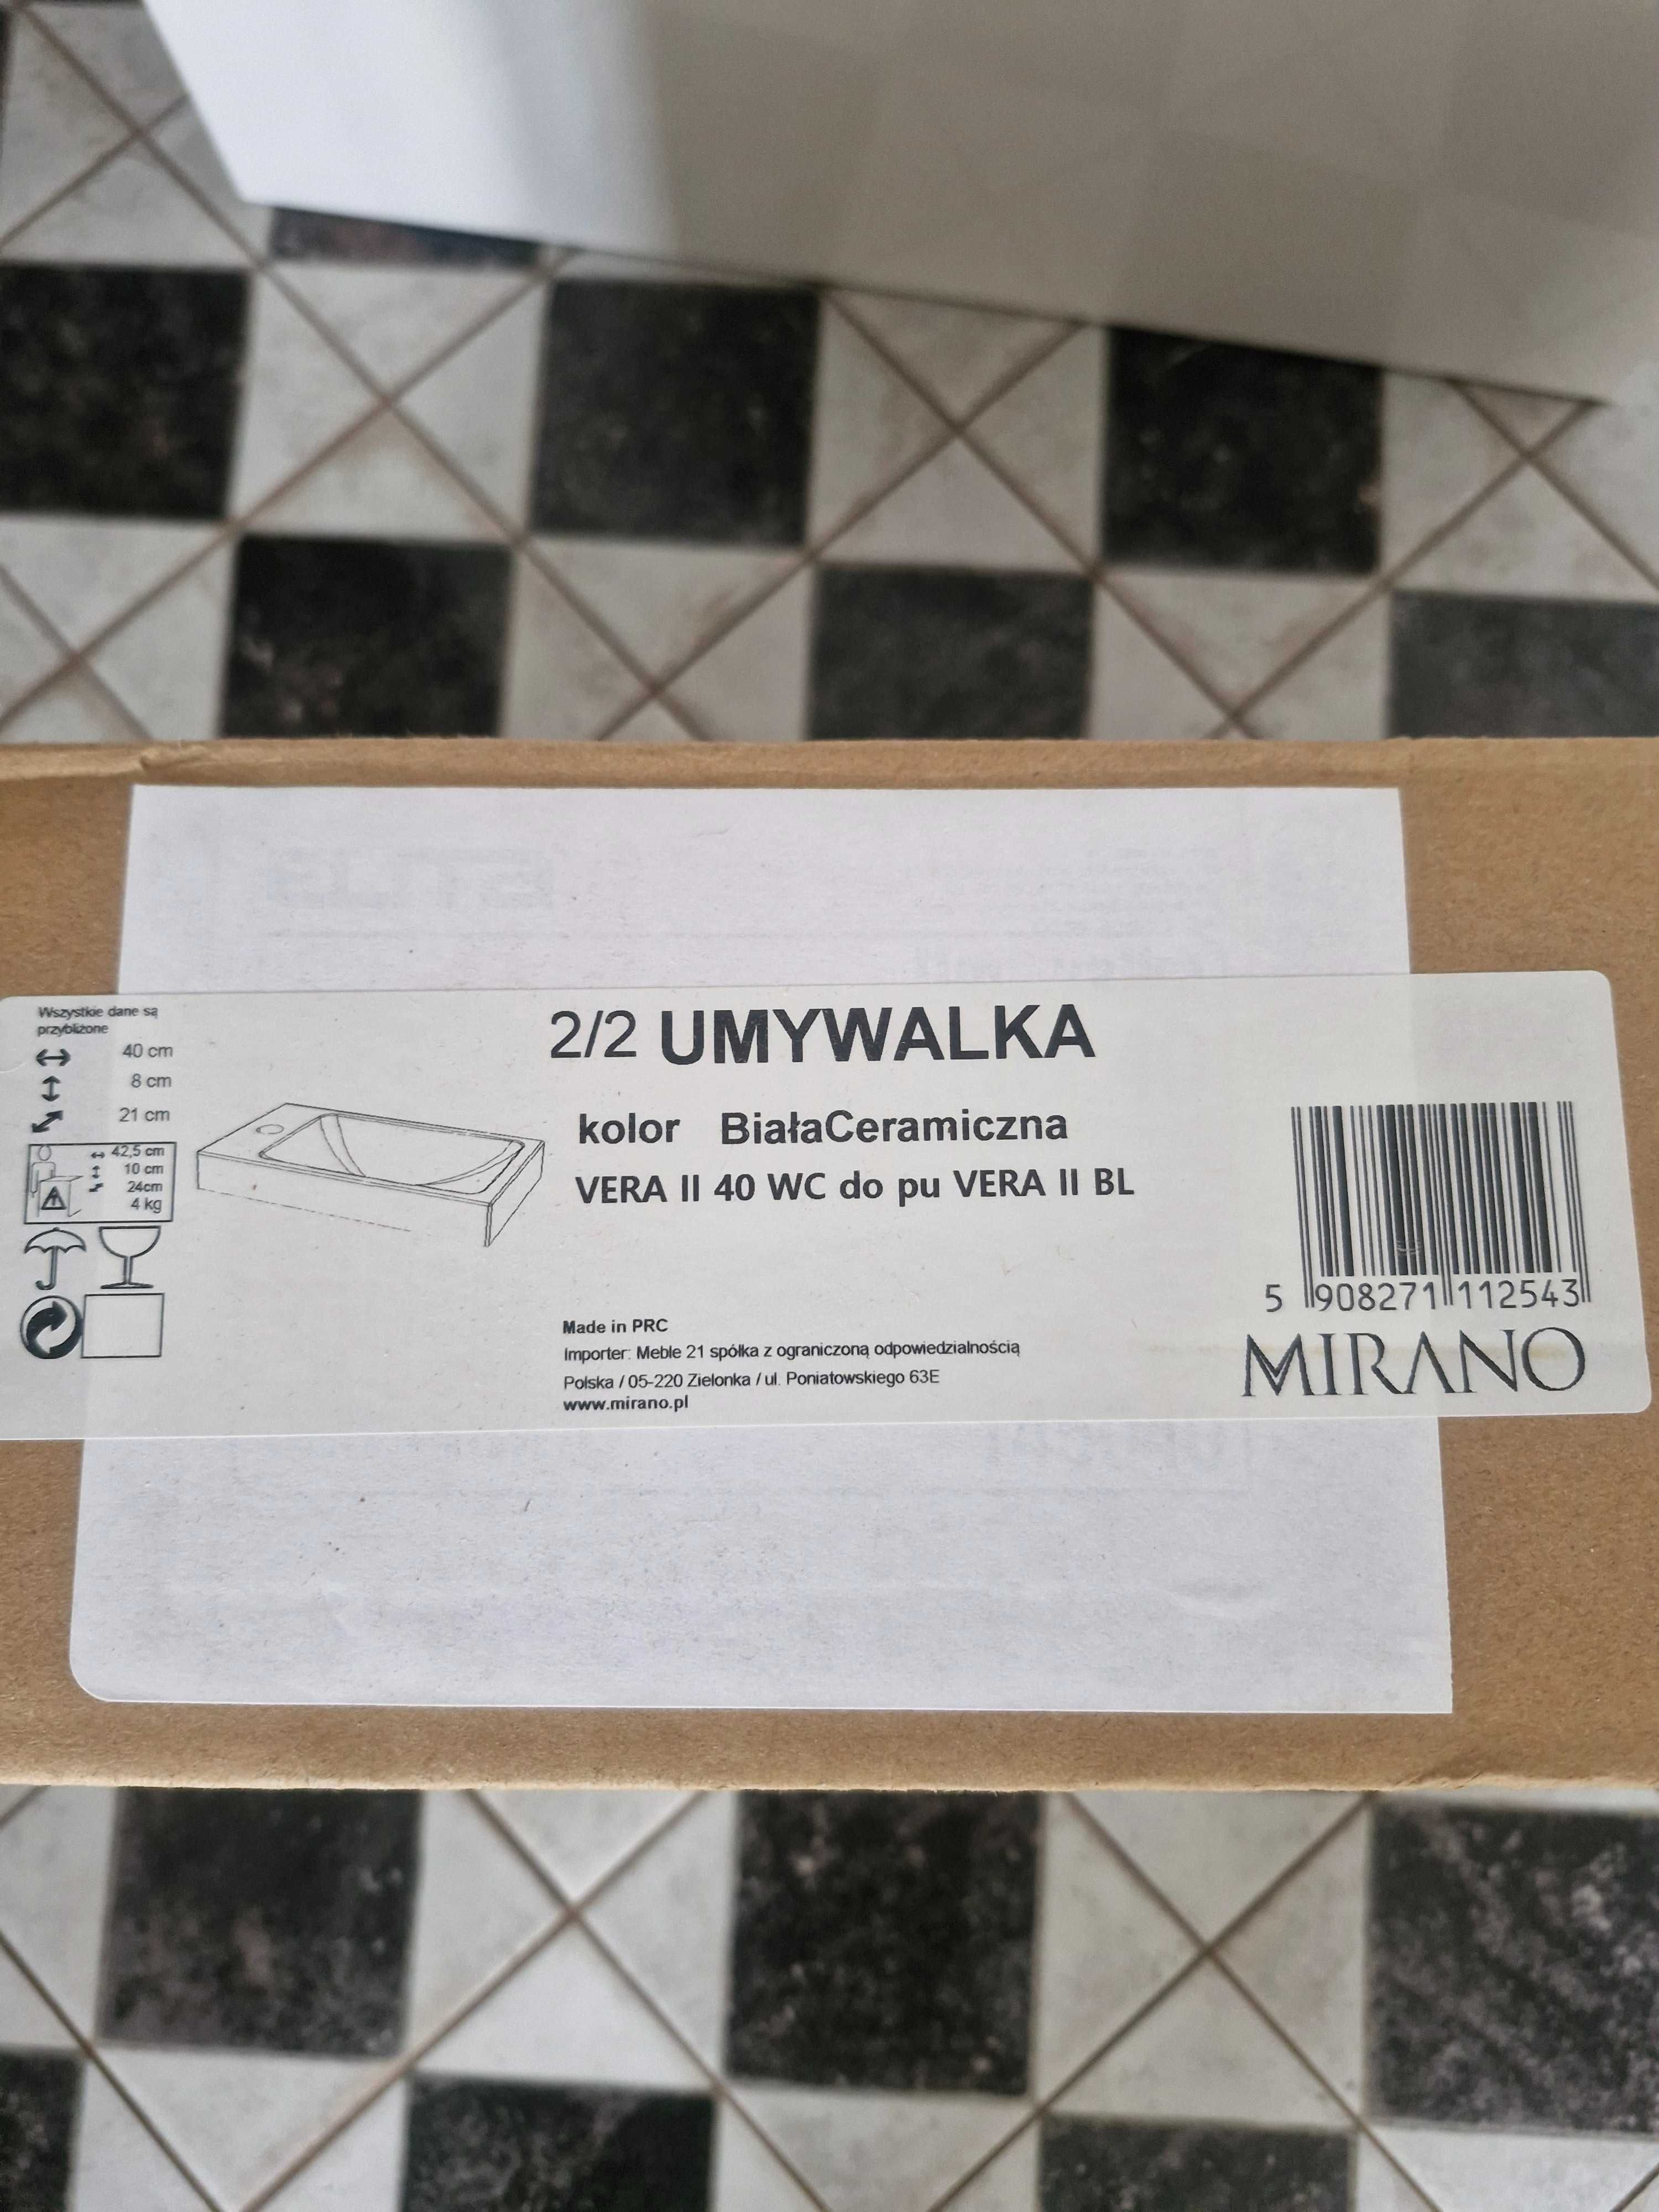 Wszystkie dane są
przybliżone
40 cm
8 cm
21 cm
42,5 cm
10 cm
24cm
4 kg
2/2 UMYWALKA
kolor BiałaCeramiczna
VERA II 40 WC do pu VERA II BL
Made in PRC
Importer: Meble 21 spółka z ograniczoną odpowiedzialnością
Polska / 05-220 Zielonka / ul. Poniatowskiego 63E
www.mirano.pl
5 908271 112543
MIRANO